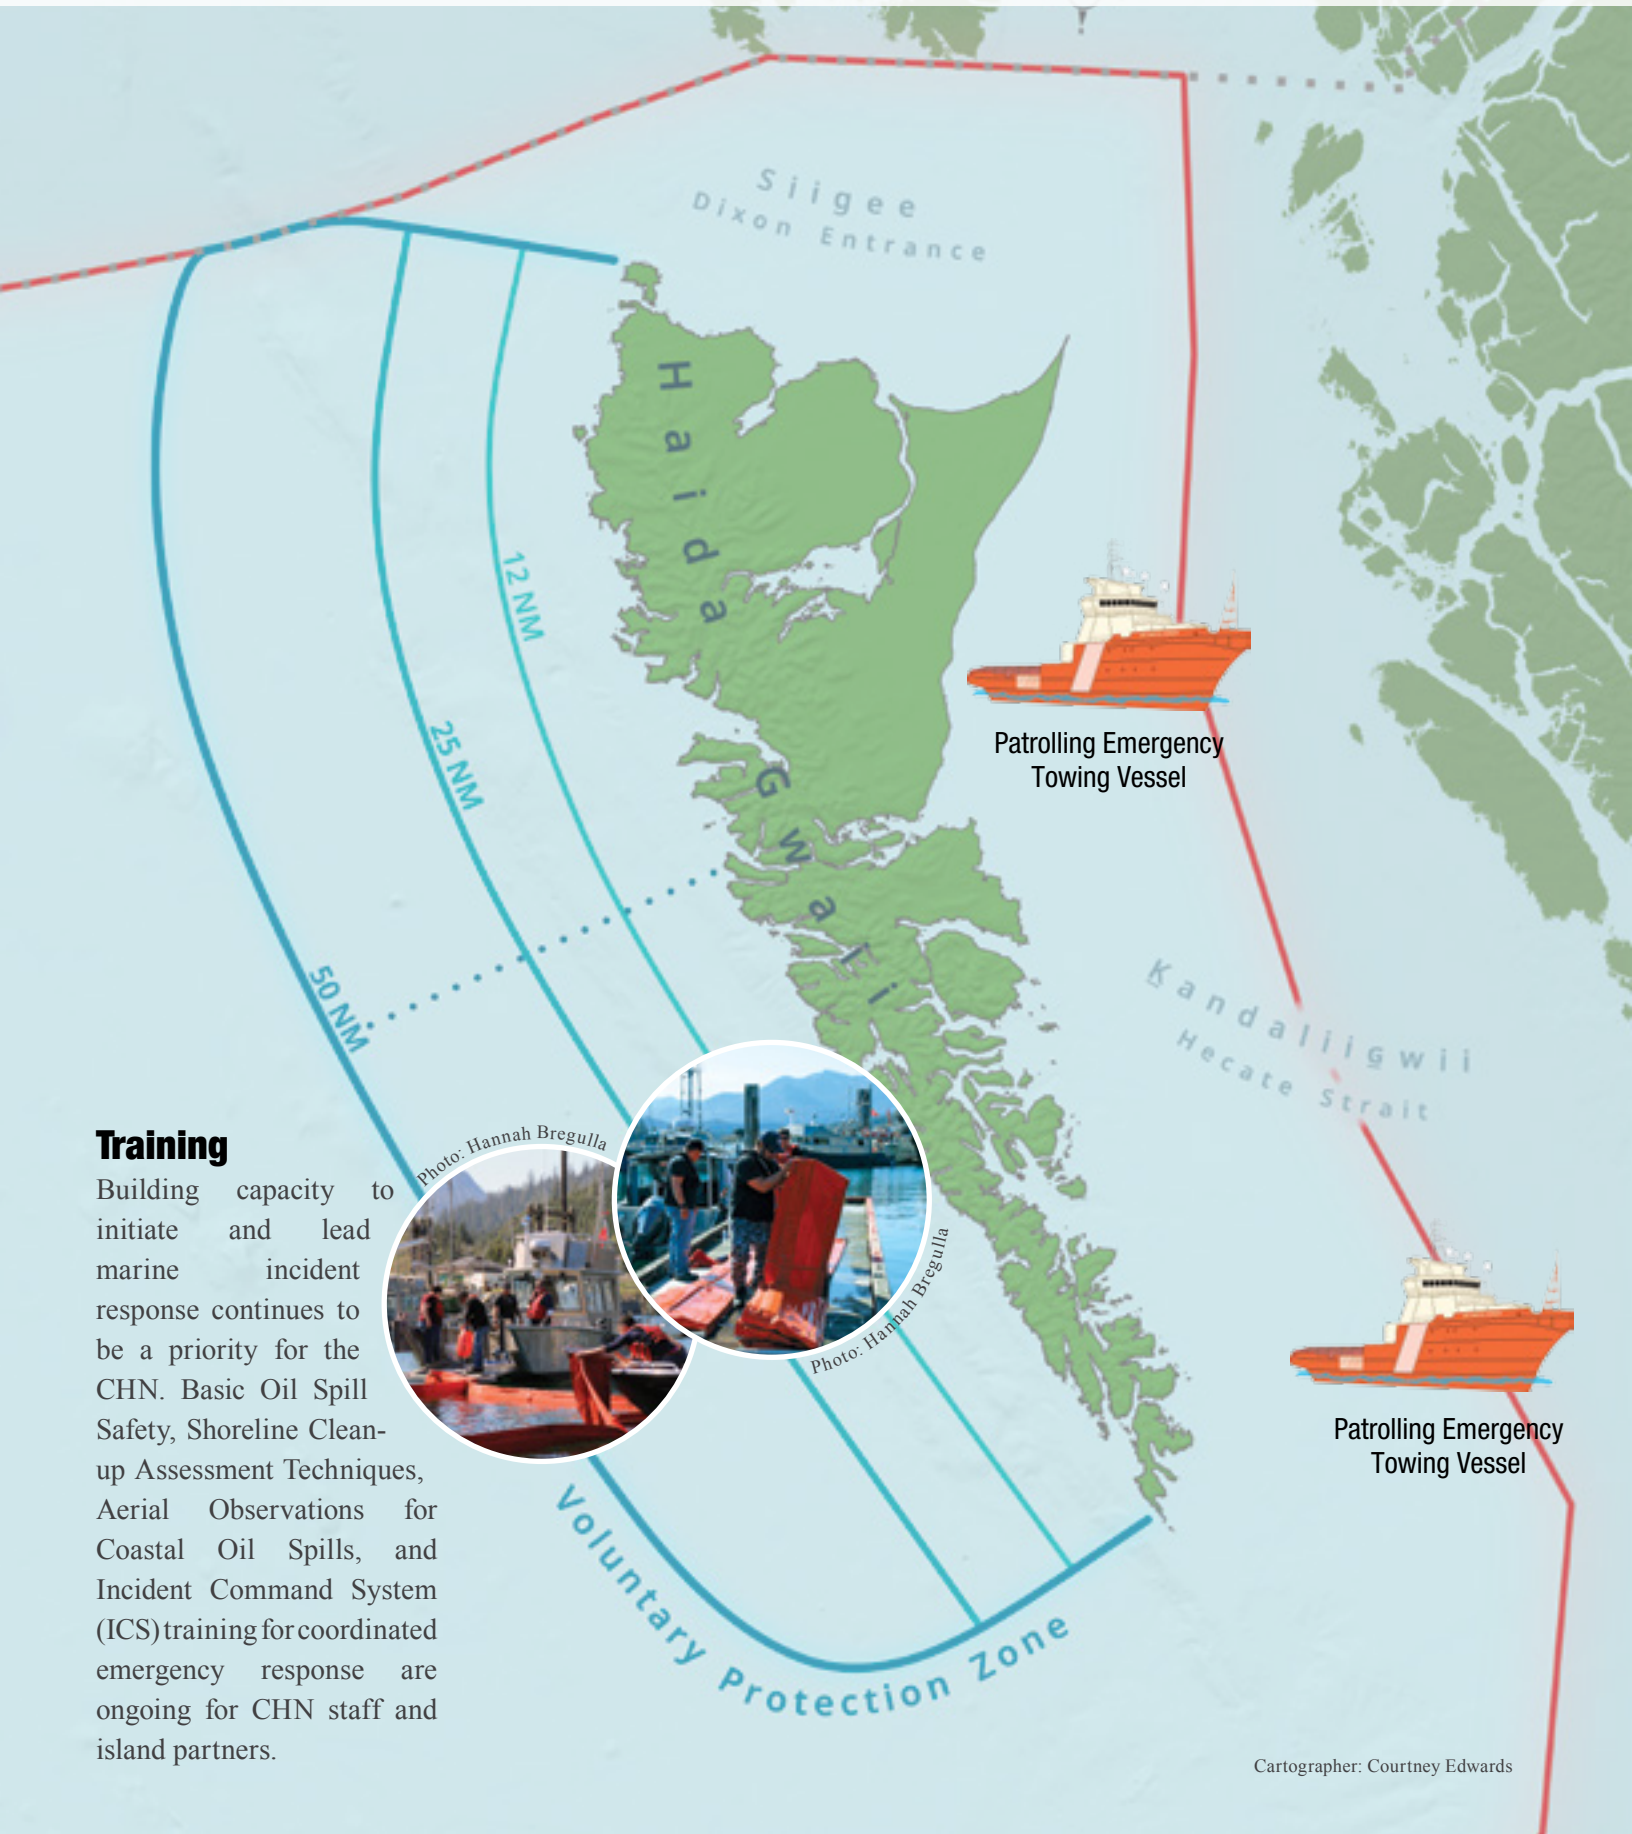 Siigee
Dixon Entrance
Haida Gwaii
12 NM
25 NM
50 NM
Patrolling Emergency
Towing Vessel
Ḵandaliig̱wii
Hecate Strait
Training
Building capacity to
initiate and lead
marine incident
response continues to
be a priority for the
CHN. Basic Oil Spill
Safety, Shoreline Clean-
up Assessment Techniques,
Aerial Observations for
Coastal Oil Spills, and
Incident Command System
(ICS) training for coordinated
emergency response are
ongoing for CHN staff and
island partners.
Photo: Hannah Bregulla
Photo: Hannah Bregulla
Patrolling Emergency
Towing Vessel
Voluntary Protection Zone
Cartographer: Courtney Edwards